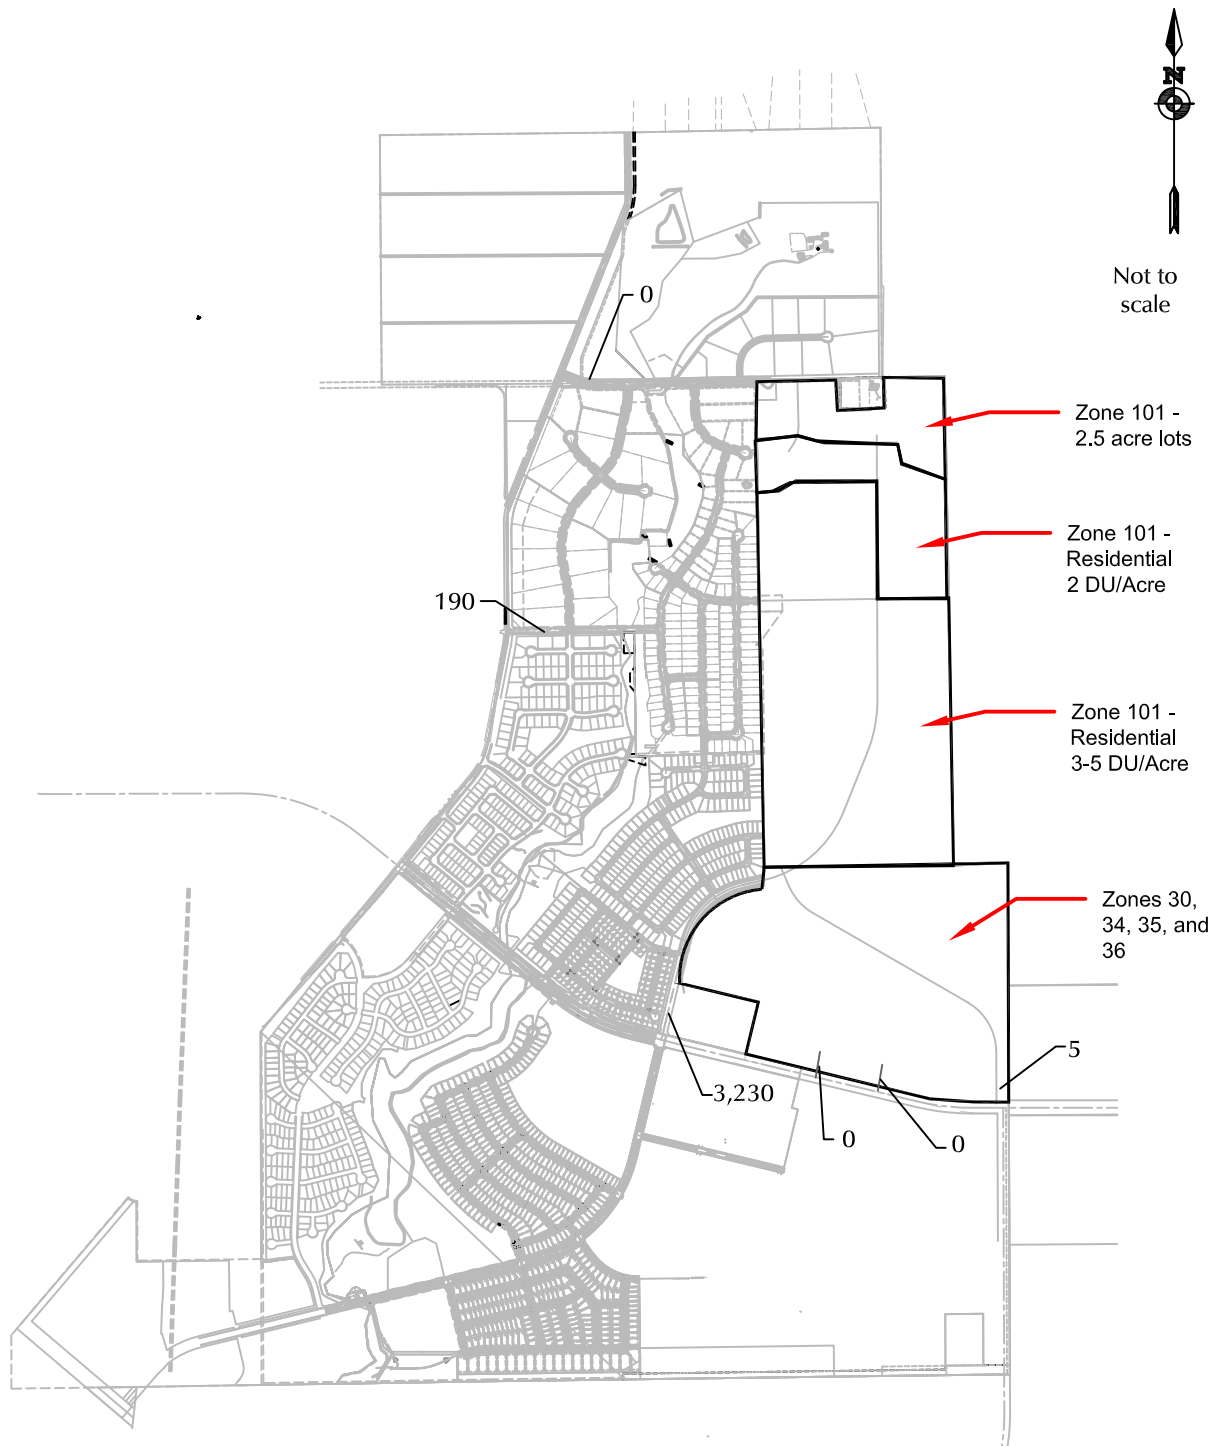 N
Not to
scale
0
Zone 101 -
2.5 acre lots
Zone 101 -
Residential
2 DU/Acre
190
Zone 101 -
Residential
3-5 DU/Acre
Zones 30,
34, 35, and
36
5
3,230
0
0